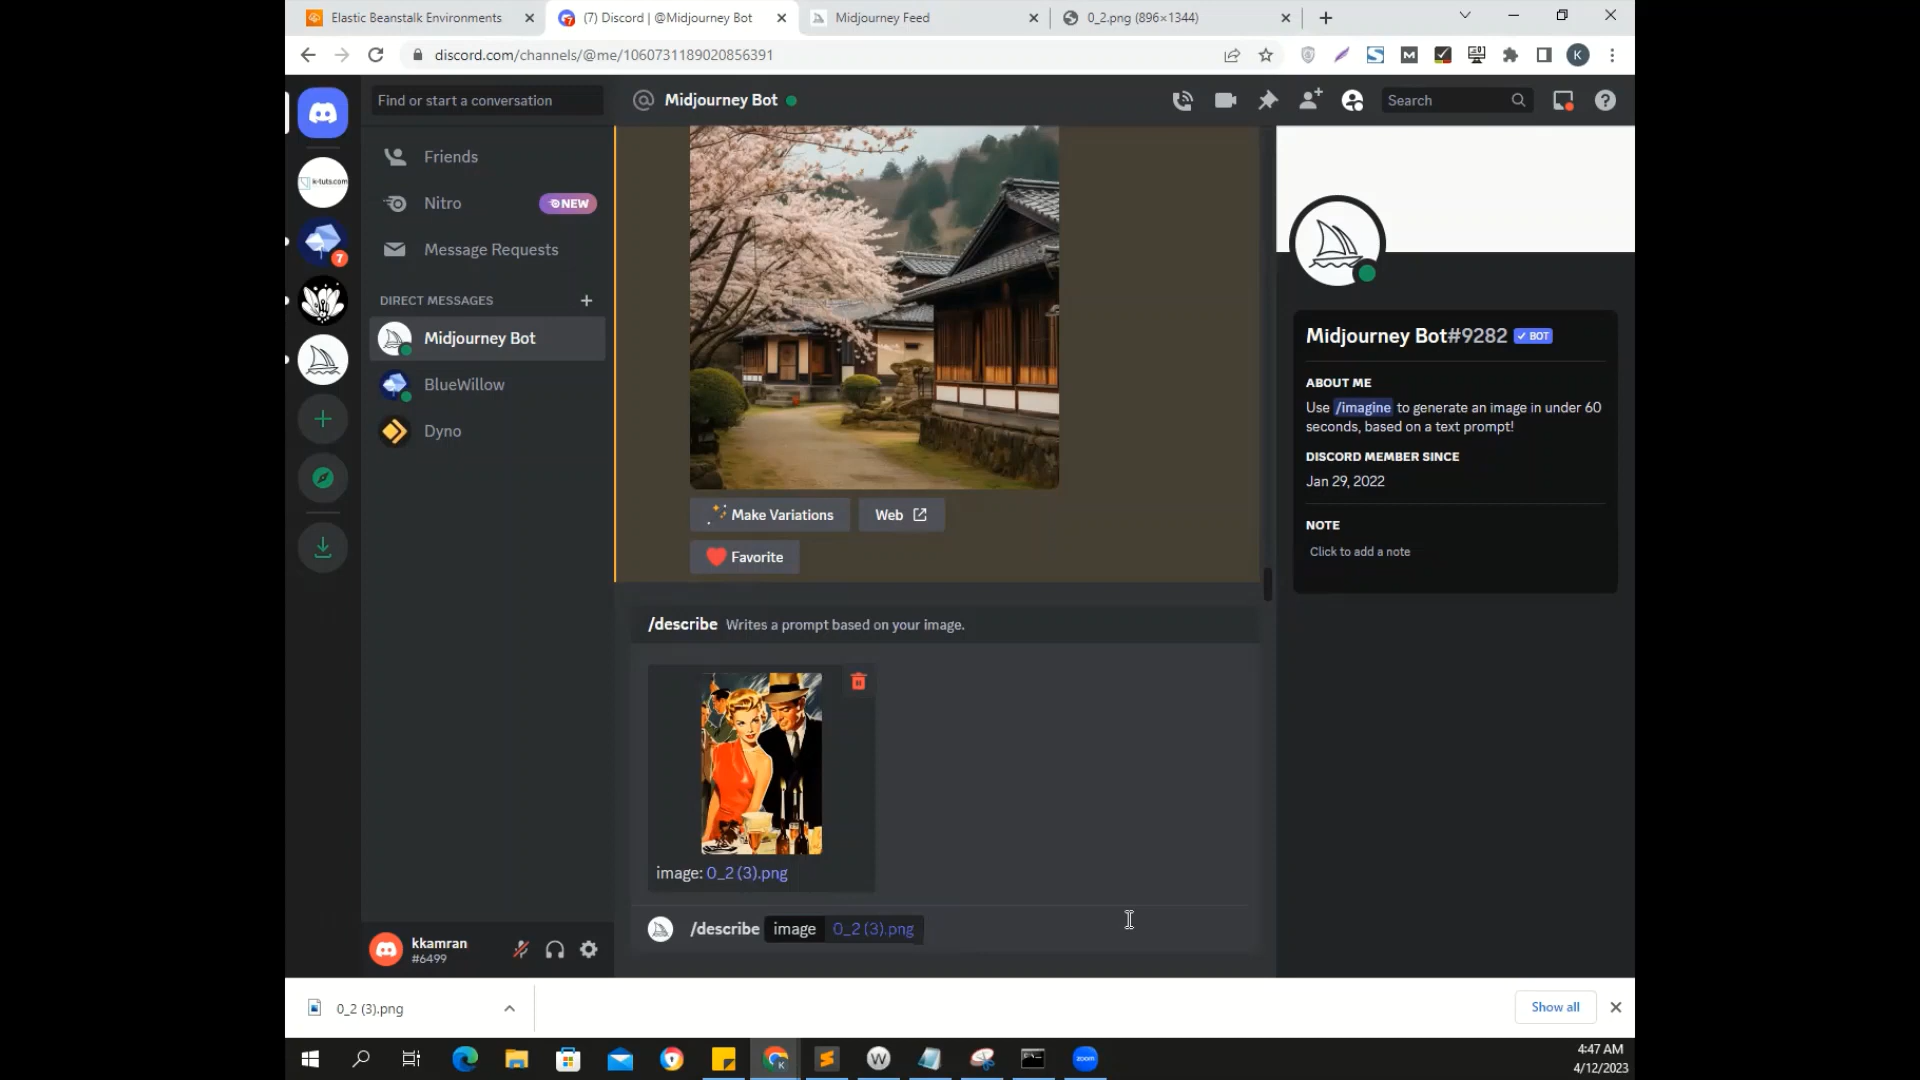 Elastic Beanstalk Environments
(7) Discord | @Midjourney Bot
Midjourney Feed
0_2.png (896×1344)
discord.com/channels/@me/1060731189020856391
K
Find or start a conversation
Midjourney Bot
Search
Friends
Nitro
NEW
Message Requests
DIRECT MESSAGES
Midjourney Bot
BlueWillow
Dyno
k-tuts.com
7
Make Variations
Web
Favorite
/describe Writes a prompt based on your image.
image: 0_2 (3).png
/describe image 0_2 (3).png
Midjourney Bot#9282
BOT
ABOUT ME
Use /imagine to generate an image in under 60
seconds, based on a text prompt!
DISCORD MEMBER SINCE
Jan 29, 2022
NOTE
Click to add a note
kkamran
#6499
0_2 (3).png
Show all
zoom
4:47 AM
4/12/2023